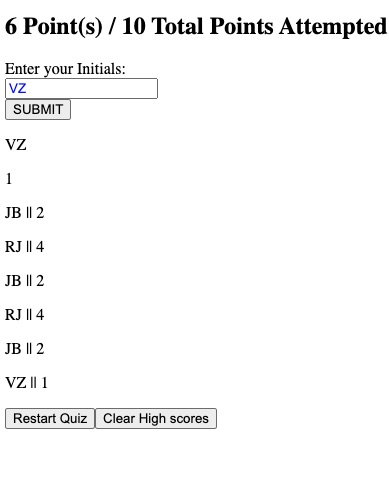 6 Point(s) / 10 Total Points Attempted
Enter your Initials:
VZ
SUBMIT
VZ
1
JB || 2
RJ || 4
JB || 2
RJ || 4
JB || 2
VZ || 1
Restart Quiz Clear High scores